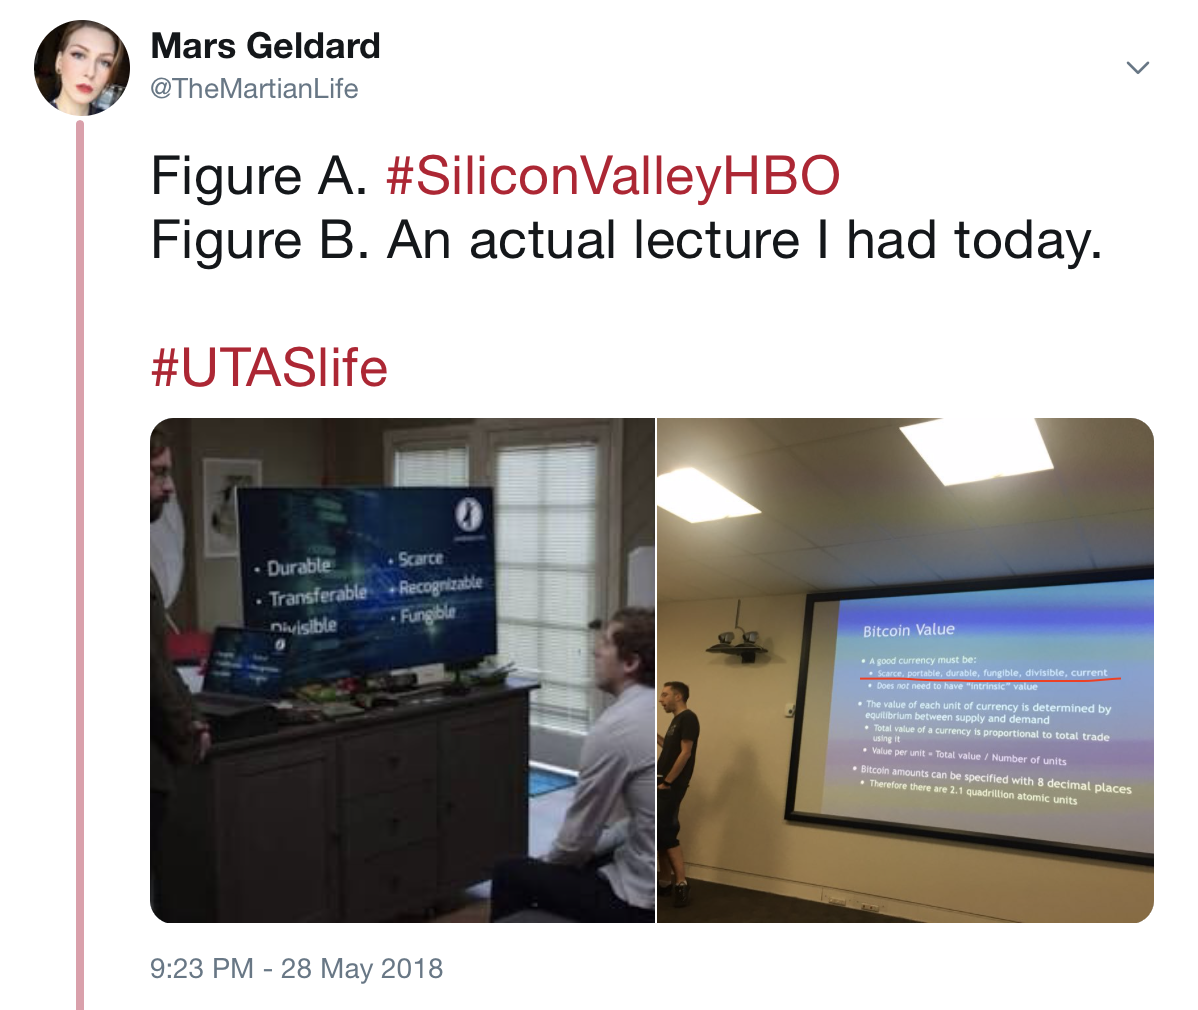 Mars Geldard
@TheMartianLife
Figure A. #SiliconValleyHBO
Figure B. An actual lecture I had today.
#UTASlife
• Durable
• Transferable
Divisible
• Scarce
• Recognizable
• Fungible
Bitcoin Value
• A good currency must be:
• Scarce, portable, durable, fungible, divisible, current
• Does not need to have "intrinsic" value
• The value of each unit of currency is determined by
equilibrium between supply and demand
• Total value of a currency is proportional to total trade
using it
• Value per unit = Total value / Number of units
• Bitcoin amounts can be specified with 8 decimal places
• Therefore there are 2.1 quadrillion atomic units
9:23 PM - 28 May 2018